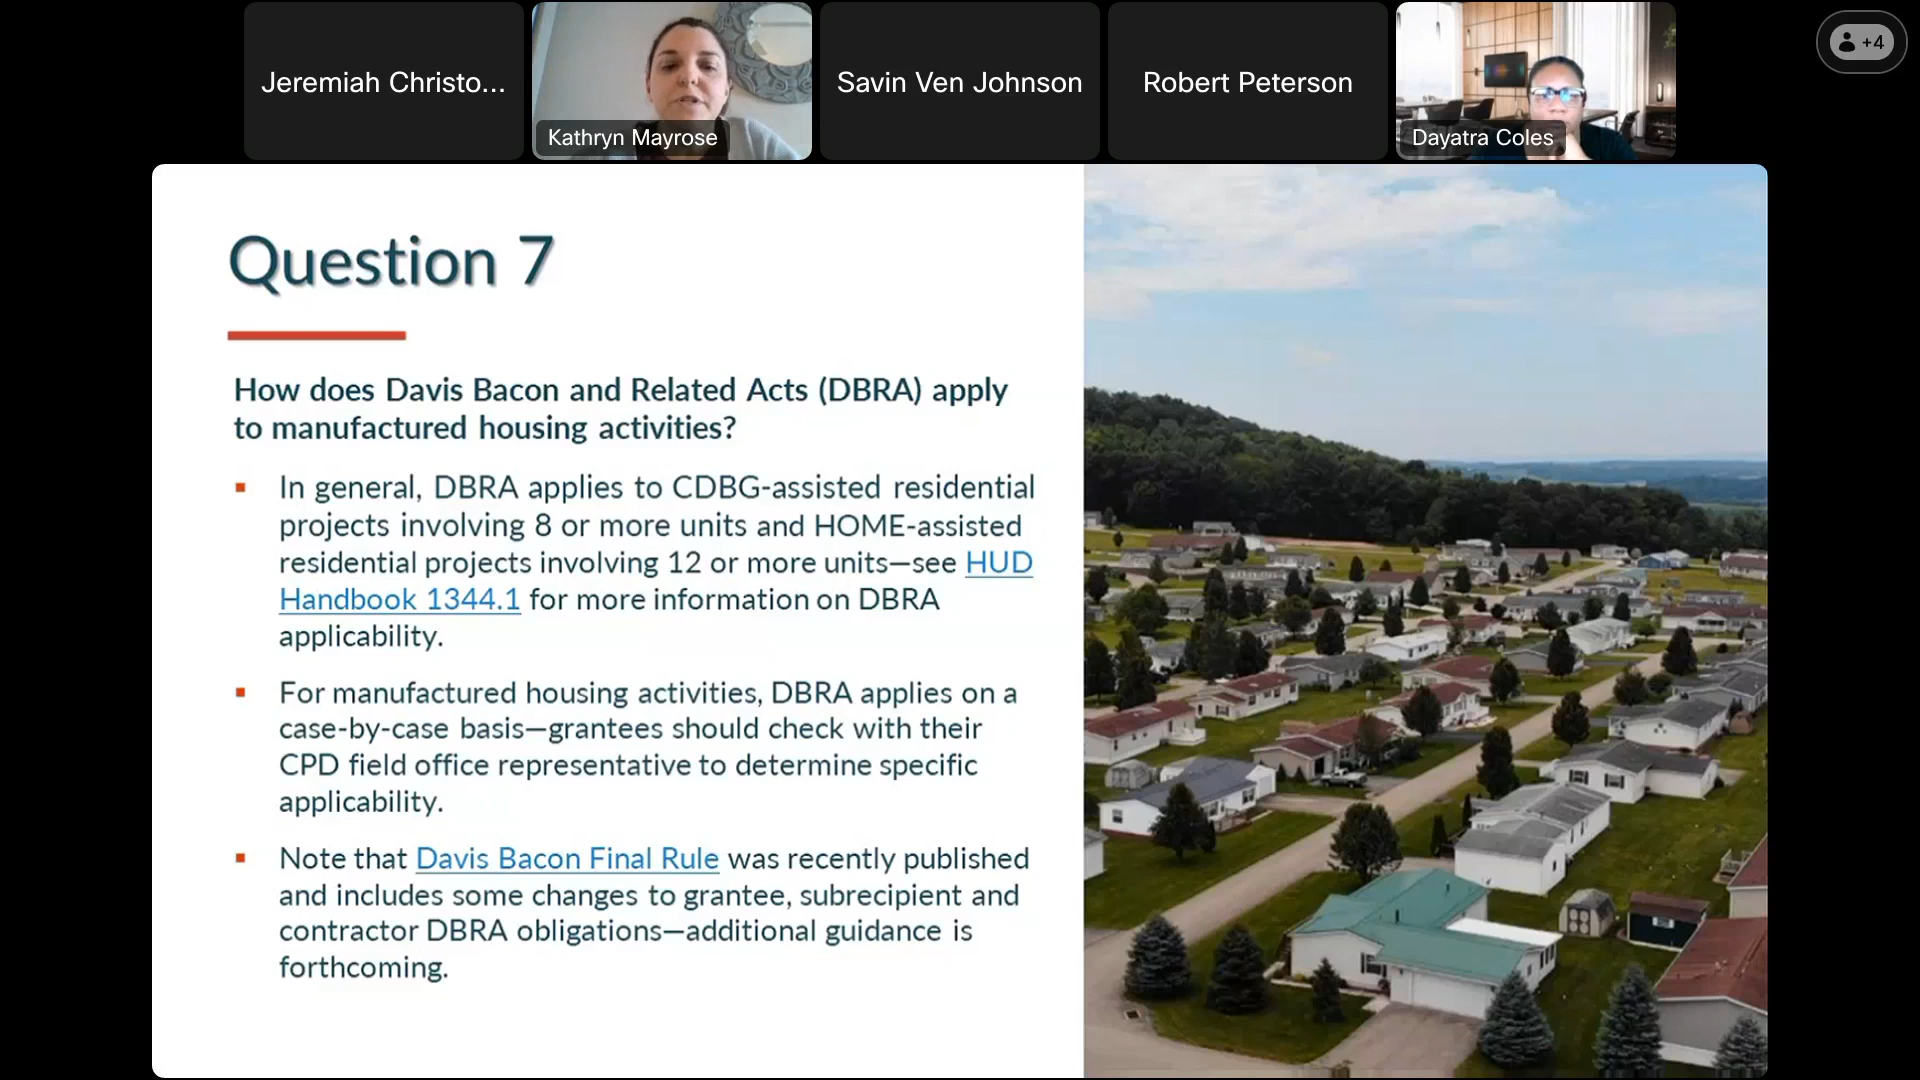 Jeremiah Christo...
Kathryn Mayrose
Savin Ven Johnson
Robert Peterson
Dayatra Coles
+4
Question 7
How does Davis Bacon and Related Acts (DBRA) apply
to manufactured housing activities?
In general, DBRA applies to CDBG-assisted residential
projects involving 8 or more units and HOME-assisted
residential projects involving 12 or more units—see HUD
Handbook 1344.1 for more information on DBRA
applicability.
For manufactured housing activities, DBRA applies on a
case-by-case basis—grantees should check with their
CPD field office representative to determine specific
applicability.
Note that Davis Bacon Final Rule was recently published
and includes some changes to grantee, subrecipient and
contractor DBRA obligations—additional guidance is
forthcoming.